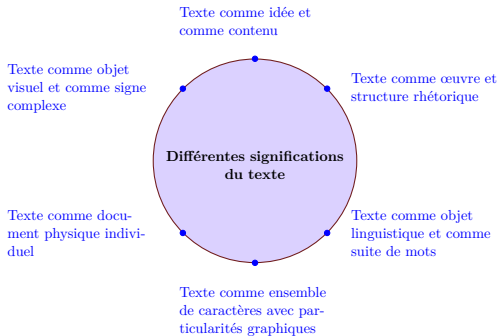 Texte comme idée et
comme contenu
Texte comme œuvre et
structure rhétorique
Texte comme objet
linguistique et comme
suite de mots
Texte comme ensemble
de caractères avec par-
ticularités graphiques
Texte comme docu-
ment physique indivi-
duel
Texte comme objet
visuel et comme signe
complexe
Différentes significations
du texte